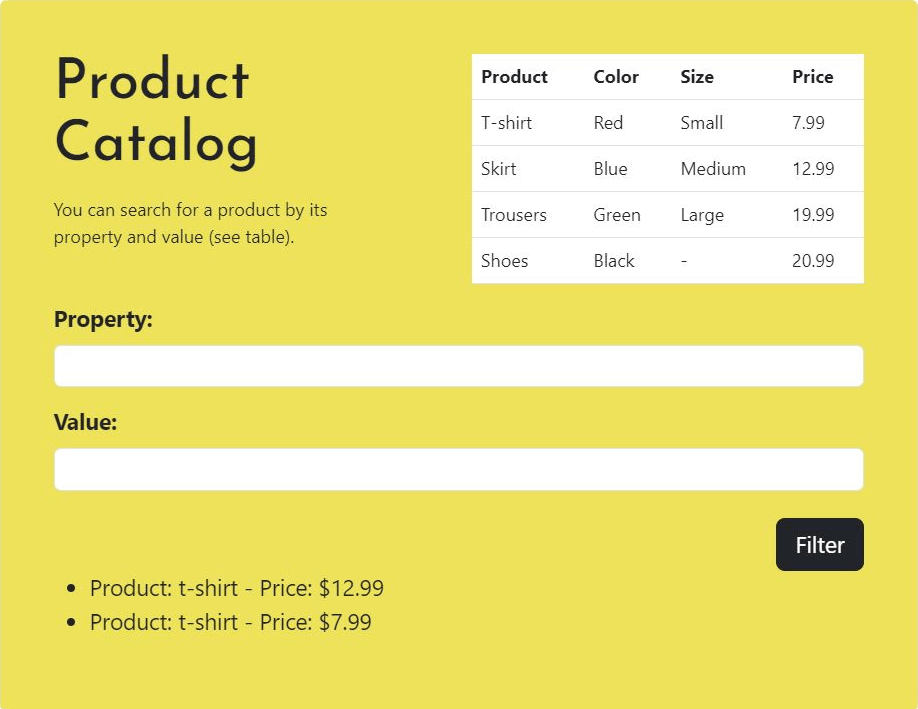 Product
Catalog
You can search for a product by its
property and value (see table).
Product Color Size Price
T-shirt Red Small 7.99
Skirt Blue Medium 12.99
Trousers Green Large 19.99
Shoes Black - 20.99
Property:
Value:
Filter
• Product: t-shirt - Price: $12.99
• Product: t-shirt - Price: $7.99